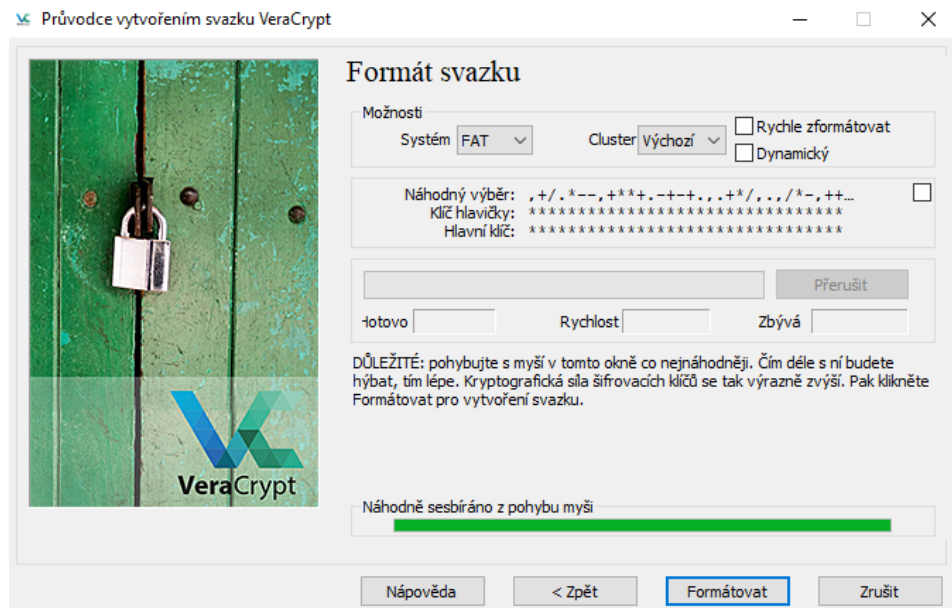 Průvodce vytvořením svazku VeraCrypt
Formát svazku
Možnosti
Systém FAT Cluster Výchozí Rychle zformátovat
Dynamický
Náhodný výběr: ,+/.*--,+**+.-+-+.,.+*/,.,/*-,++...
Klíč hlavičky: ********************************
Hlavní klíč: ********************************
Přerušit
Hotovo Rychlost Zbývá
DŮLEŽITÉ: pohybujte s myší v tomto okně co nejnáhodněji. Čím déle s ní budete
hýbat, tím lépe. Kryptografická síla šifrovacích klíčů se tak výrazně zvýší. Pak klikněte
Formátovat pro vytvoření svazku.
VeraCrypt
Náhodně sesbíráno z pohybu myši
Nápověda < Zpět Formátovat Zrušit